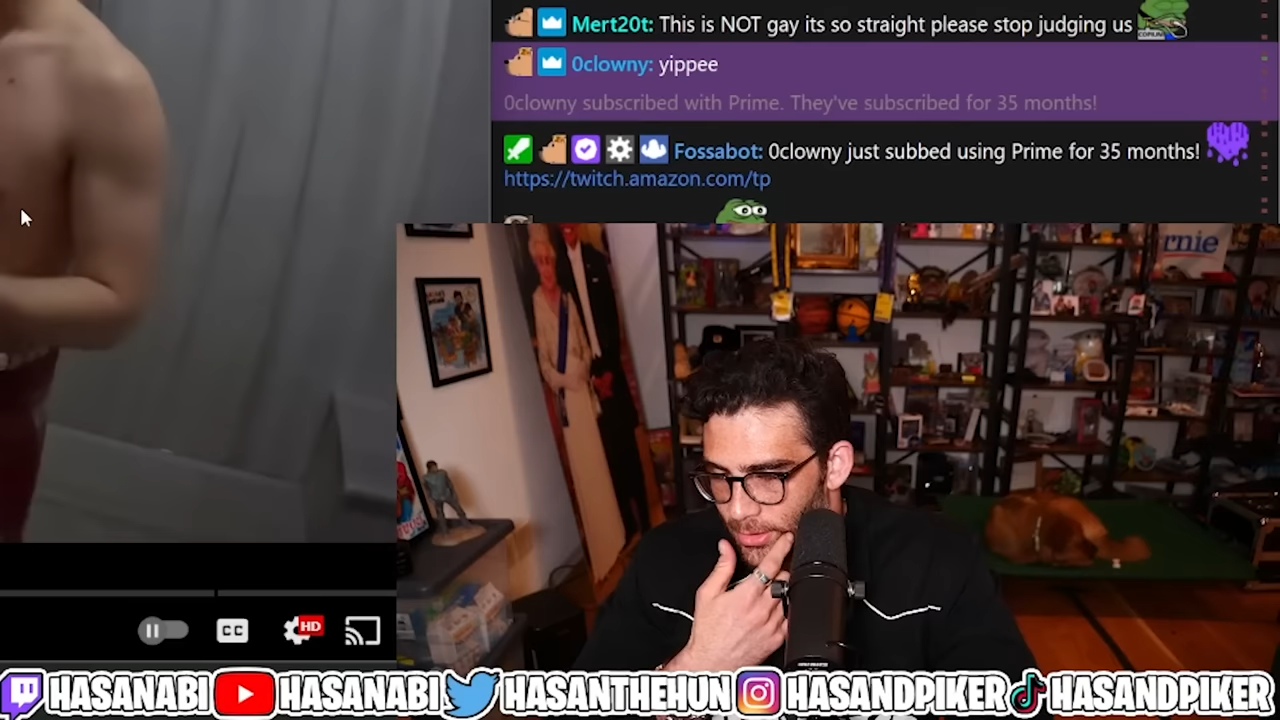 Mert20t: This is NOT gay its so straight please stop judging us
0clowny: yippee
0clowny subscribed with Prime. They've subscribed for 35 months!
Fossabot: 0clowny just subbed using Prime for 35 months!
https://twitch.amazon.com/tp
rnie
CC
HD
HASANABI HASANABI HASANTHEHUN HASANDPIKER HASANDPIKER